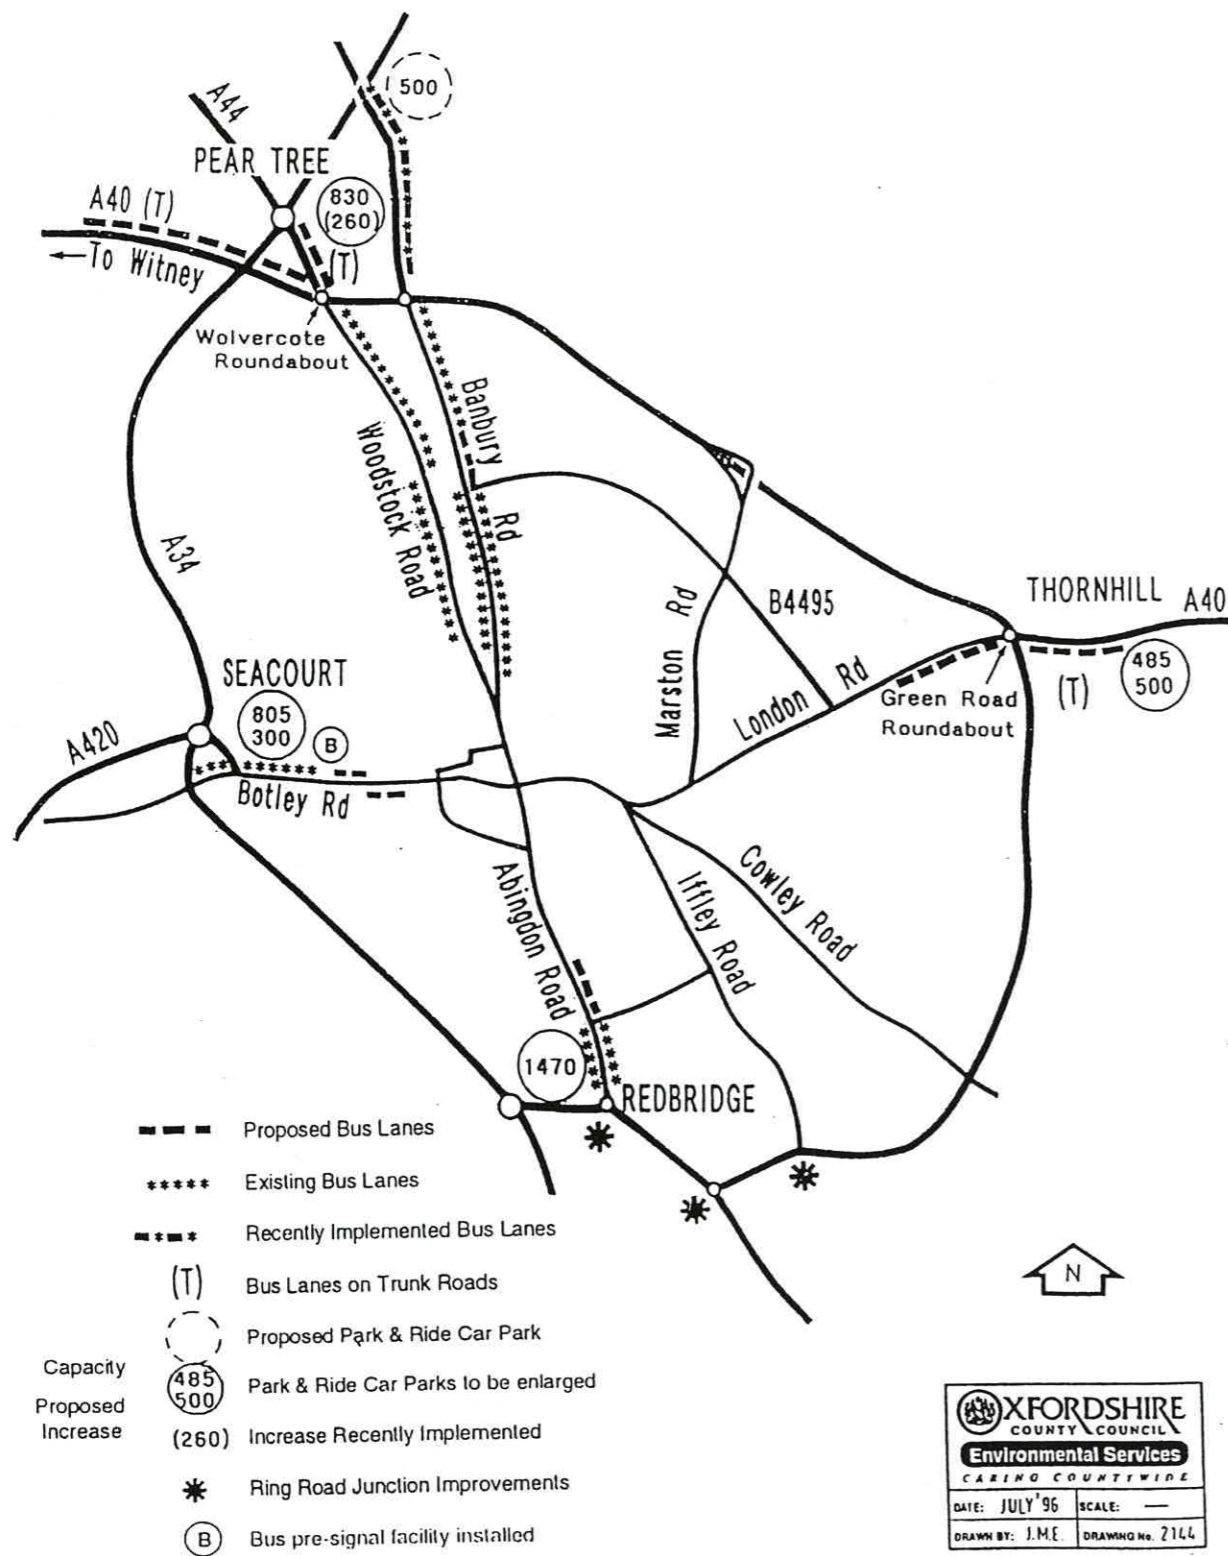 500
A44
PEAR TREE
830
(260)
A40 (T)
(T)
To Witney
Wolvercote
Roundabout
Banbury
Rd
Woodstock Road
A34
Marston Rd
B4495
THORNHILL
A40
485
500
(T)
Green Road
Roundabout
London Rd
SEACOURT
805
300
B
A420
Botley Rd
Abingdon Road
Iffley Road
Cowley Road
1470
REDBRIDGE
Proposed Bus Lanes
Existing Bus Lanes
Recently Implemented Bus Lanes
(T) Bus Lanes on Trunk Roads
Proposed Park & Ride Car Park
Capacity
Proposed
Increase
485
500
Park & Ride Car Parks to be enlarged
(260) Increase Recently Implemented
Ring Road Junction Improvements
B Bus pre-signal facility installed
N
OXFORDSHIRE
COUNTY COUNCIL
Environmental Services
CARING COUNTYWIDE
DATE: JULY '96 SCALE: —
DRAWN BY: J.M.E. DRAWING No. 2144